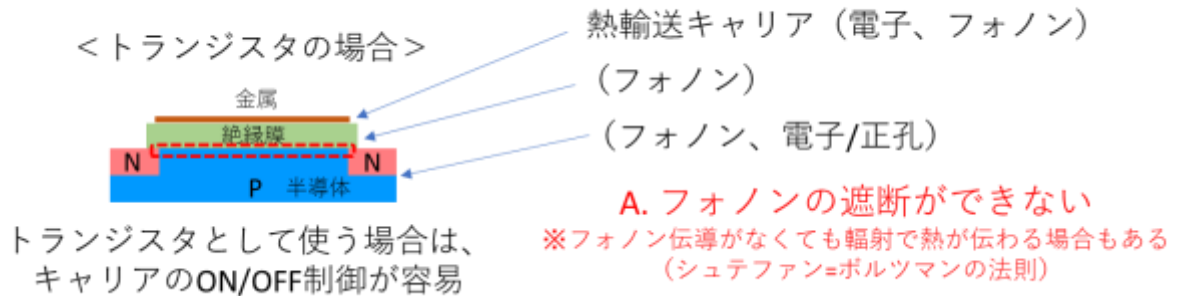 <トランジスタの場合>
熱輸送キャリア（電子、フォノン）
（フォノン）
（フォノン、電子/正孔）
金属
絶縁膜
N
N
P 半導体
トランジスタとして使う場合は、
キャリアのON/OFF制御が容易
A. フォノンの遮断ができない
※フォノン伝導がなくても輻射で熱が伝わる場合もある
（シュテファン=ボルツマンの法則）